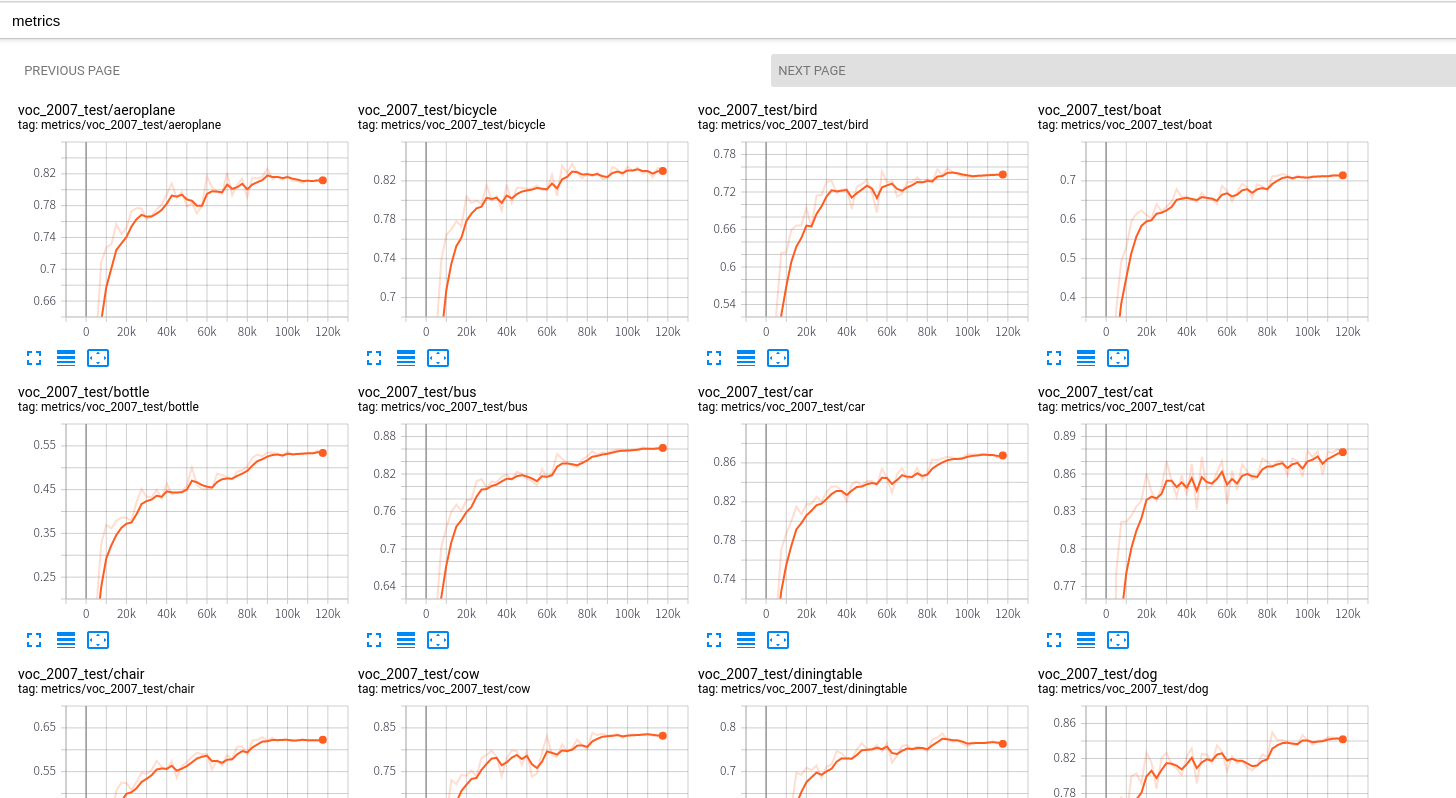 metrics
PREVIOUS PAGE NEXT PAGE
voc_2007_test/aeroplane voc_2007_test/bicycle voc_2007_test/bird voc_2007_test/boat
tag: metrics/voc_2007_test/aeroplane tag: metrics/voc_2007_test/bicycle tag: metrics/voc_2007_test/bird tag: metrics/voc_2007_test/boat
0.82 0.82 0.78 0.7
0.78 0.78 0.72 0.6
0.74 0.74 0.66 0.5
0.7 0.7 0.6 0.4
0.66 0.54
0 20k 40k 60k 80k 100k 120k 0 20k 40k 60k 80k 100k 120k 0 20k 40k 60k 80k 100k 120k 0 20k 40k 60k 80k 100k 120k
voc_2007_test/bottle voc_2007_test/bus voc_2007_test/car voc_2007_test/cat
tag: metrics/voc_2007_test/bottle tag: metrics/voc_2007_test/bus tag: metrics/voc_2007_test/car tag: metrics/voc_2007_test/cat
0.55 0.88 0.86 0.89
0.45 0.82 0.82 0.86
0.35 0.76 0.78 0.83
0.25 0.7 0.74 0.8
0.64 0.77
0 20k 40k 60k 80k 100k 120k 0 20k 40k 60k 80k 100k 120k 0 20k 40k 60k 80k 100k 120k 0 20k 40k 60k 80k 100k 120k
voc_2007_test/chair voc_2007_test/cow voc_2007_test/diningtable voc_2007_test/dog
tag: metrics/voc_2007_test/chair tag: metrics/voc_2007_test/cow tag: metrics/voc_2007_test/diningtable tag: metrics/voc_2007_test/dog
0.65 0.85 0.8 0.86
0.55 0.75 0.7 0.82
0.78